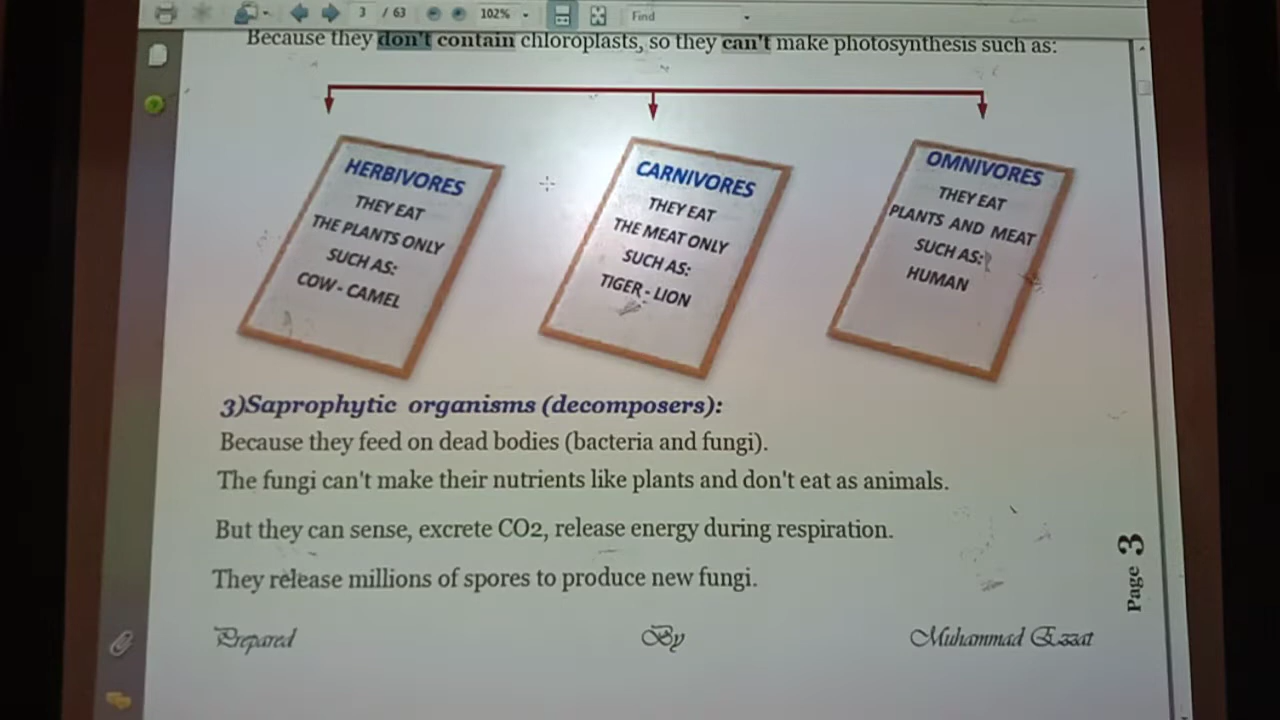 3 / 63 102% Find
Because they don't contain chloroplasts, so they can't make photosynthesis such as:
HERBIVORES
THEY EAT
THE PLANTS ONLY
SUCH AS:
COW - CAMEL
CARNIVORES
THEY EAT
THE MEAT ONLY
SUCH AS:
TIGER - LION
OMNIVORES
THEY EAT
PLANTS AND MEAT
SUCH AS:
HUMAN
3)Saprophytic organisms (decomposers):
Because they feed on dead bodies (bacteria and fungi).
The fungi can't make their nutrients like plants and don't eat as animals.
But they can sense, excrete CO2, release energy during respiration.
They release millions of spores to produce new fungi.
Page 3
Prepared By Muhammad Ezzat